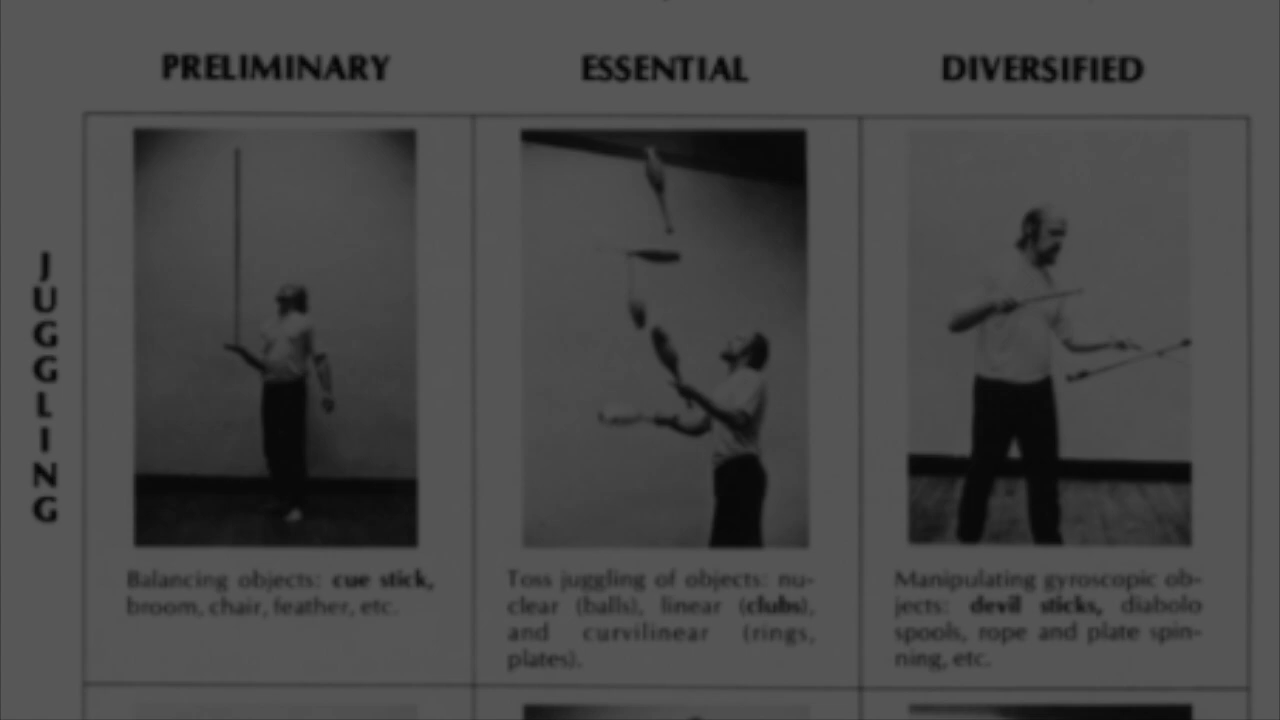 PRELIMINARY
ESSENTIAL
DIVERSIFIED
JUGGLING
Balancing objects: cue stick,
broom, chair, feather, etc.
Toss juggling of objects: nu-
clear (balls), linear (clubs),
and curvilinear (rings,
plates).
Manipulating gyroscopic ob-
jects: devil sticks, diabolo
spools, rope and plate spin-
ning, etc.